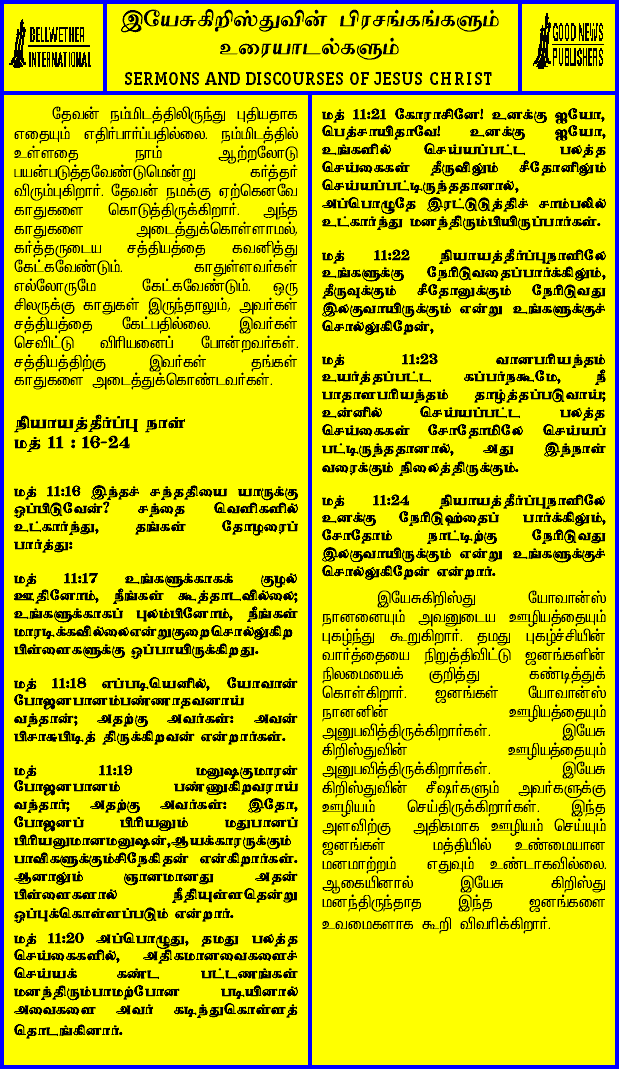 BELLWETHER
INTERNATIONAL
இயேசுகிறிஸ்துவின் பிரசங்கங்களும்
உரையாடல்களும்
SERMONS AND DISCOURSES OF JESUS CHRIST
GOOD NEWS
PUBLISHERS
தேவன் நம்மிடத்திலிருந்து புதியதாக
எதையும் எதிர்பார்ப்பதில்லை. நம்மிடத்தில்
உள்ளதை நாம் ஆற்றலோடு
பயன்படுத்தவேண்டுமென்று கர்த்தர்
விரும்புகிறார். தேவன் நமக்கு ஏற்கெனவே
காதுகளை கொடுத்திருக்கிறார். அந்த
காதுகளை அடைத்துக்கொள்ளாமல்,
கர்த்தருடைய சத்தியத்தை கவனித்து
கேட்கவேண்டும். காதுள்ளவர்கள்
எல்லோருமே கேட்கவேண்டும். ஒரு
சிலருக்கு காதுகள் இருந்தாலும், அவர்கள்
சத்தியத்தை கேட்பதில்லை. இவர்கள்
செவிட்டு விரியனைப் போன்றவர்கள்.
சத்தியத்திற்கு இவர்கள் தங்கள்
காதுகளை அடைத்துக்கொண்டவர்கள்.
நியாயத்தீர்ப்பு நாள்
மத் 11 : 16-24
மத் 11:16 இந்தச் சந்ததியை யாருக்கு
ஒப்பிடுவேன்? சந்தை வெளிகளில்
உட்கார்ந்து, தங்கள் தோழரைப்
பார்த்து:
மத் 11:17 உங்களுக்காகக் குழல்
ஊதினோம், நீங்கள் கூத்தாடவில்லை;
உங்களுக்காகப் புலம்பினோம், நீங்கள்
மாரடிக்கவில்லைஎன்றுகுறைசொல்லுகிற
பிள்ளைகளுக்கு ஒப்பாயிருக்கிறது.
மத் 11:18 எப்படியெனில், யோவான்
போஜனபானம்பண்ணாதவனாய்
வந்தான்; அதற்கு அவர்கள்: அவன்
பிசாசுபிடித் திருக்கிறவன் என்றார்கள்.
மத் 11:19 மனுஷகுமாரன்
போஜனபானம் பண்ணுகிறவராய்
வந்தார்; அதற்கு அவர்கள்: இதோ,
போஜனப் பிரியனும் மதுபானப்
பிரியனுமானமனுஷன்,ஆயக்காரருக்கும்
பாவிகளுக்கும்சிநேகிதன் என்கிறார்கள்.
ஆனாலும் ஞானமானது அதன்
பிள்ளைகளால் நீதியுள்ளதென்று
ஒப்புக்கொள்ளப்படும் என்றார்.
மத் 11:20 அப்பொழுது, தமது பலத்த
செய்கைகளில், அதிகமானவைகளைச்
செய்யக் கண்ட பட்டணங்கள்
மனந்திரும்பாமற்போன படியினால்
அவைகளை அவர் கடிந்துகொள்ளத்
தொடங்கினார்.
மத் 11:21 கோராசினே! உனக்கு ஐயோ,
பெத்சாயிதாவே! உனக்கு ஐயோ,
உங்களில் செய்யப்பட்ட பலத்த
செய்கைகள் தீருவிலும் சீதோனிலும்
செய்யப்பட்டிருந்ததானால்,
அப்பொழுதே இரட்டுடுத்திச் சாம்பலில்
உட்கார்ந்து மனந்திரும்பியிருப்பார்கள்.
மத் 11:22 நியாயத்தீர்ப்புநாளிலே
உங்களுக்கு நேரிடுவதைப்பார்க்கிலும்,
தீருவுக்கும் சீதோனுக்கும் நேரிடுவது
இலகுவாயிருக்கும் என்று உங்களுக்குச்
சொல்லுகிறேன்,
மத் 11:23 வானபரியந்தம்
உயர்த்தப்பட்ட கப்பர்நகூமே, நீ
பாதாளபரியந்தம் தாழ்த்தப்படுவாய்;
உன்னில் செய்யப்பட்ட பலத்த
செய்கைகள் சோதோமிலே செய்யப்
பட்டிருந்ததானால், அது இந்நாள்
வரைக்கும் நிலைத்திருக்கும்.
மத் 11:24 நியாயத்தீர்ப்புநாளிலே
உனக்கு நேரிடுஹதைப் பார்க்கிலும்,
சோதோம் நாட்டிற்கு நேரிடுவது
இலகுவாயிருக்கும் என்று உங்களுக்குச்
சொல்லுகிறேன் என்றார்.
இயேசுகிறிஸ்து யோவான்ஸ்
நானனையும் அவனுடைய ஊழியத்தையும்
புகழ்ந்து கூறுகிறார். தமது புகழ்ச்சியின்
வார்த்தையை நிறுத்திவிட்டு ஜனங்களின்
நிலமையைக் குறித்து கண்டித்துக்
கொள்கிறார். ஜனங்கள் யோவான்ஸ்
நானனின் ஊழியத்தையும்
அனுபவித்திருக்கிறார்கள். இயேசு
கிறிஸ்துவின் ஊழியத்தையும்
அனுபவித்திருக்கிறார்கள். இயேசு
கிறிஸ்துவின் சீஷர்களும் அவர்களுக்கு
ஊழியம் செய்திருக்கிறார்கள். இந்த
அளவிற்கு அதிகமாக ஊழியம் செய்யும்
ஜனங்கள் மத்தியில் உண்மையான
மனமாற்றம் எதுவும் உண்டாகவில்லை.
ஆகையினால் இயேசு கிறிஸ்து
மனந்திருந்தாத இந்த ஜனங்களை
உவமைகளாக கூறி விவரிக்கிறார்.